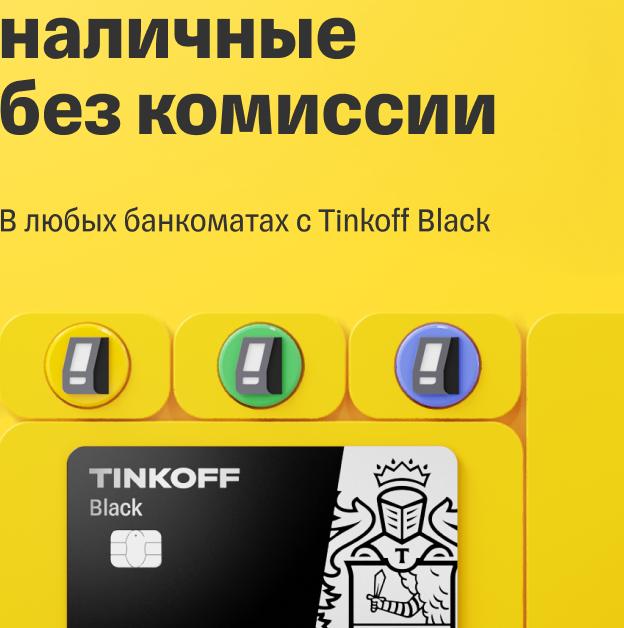 наличные
без комиссии
В любых банкоматах с Tinkoff Black
TINKOFF
Black
T